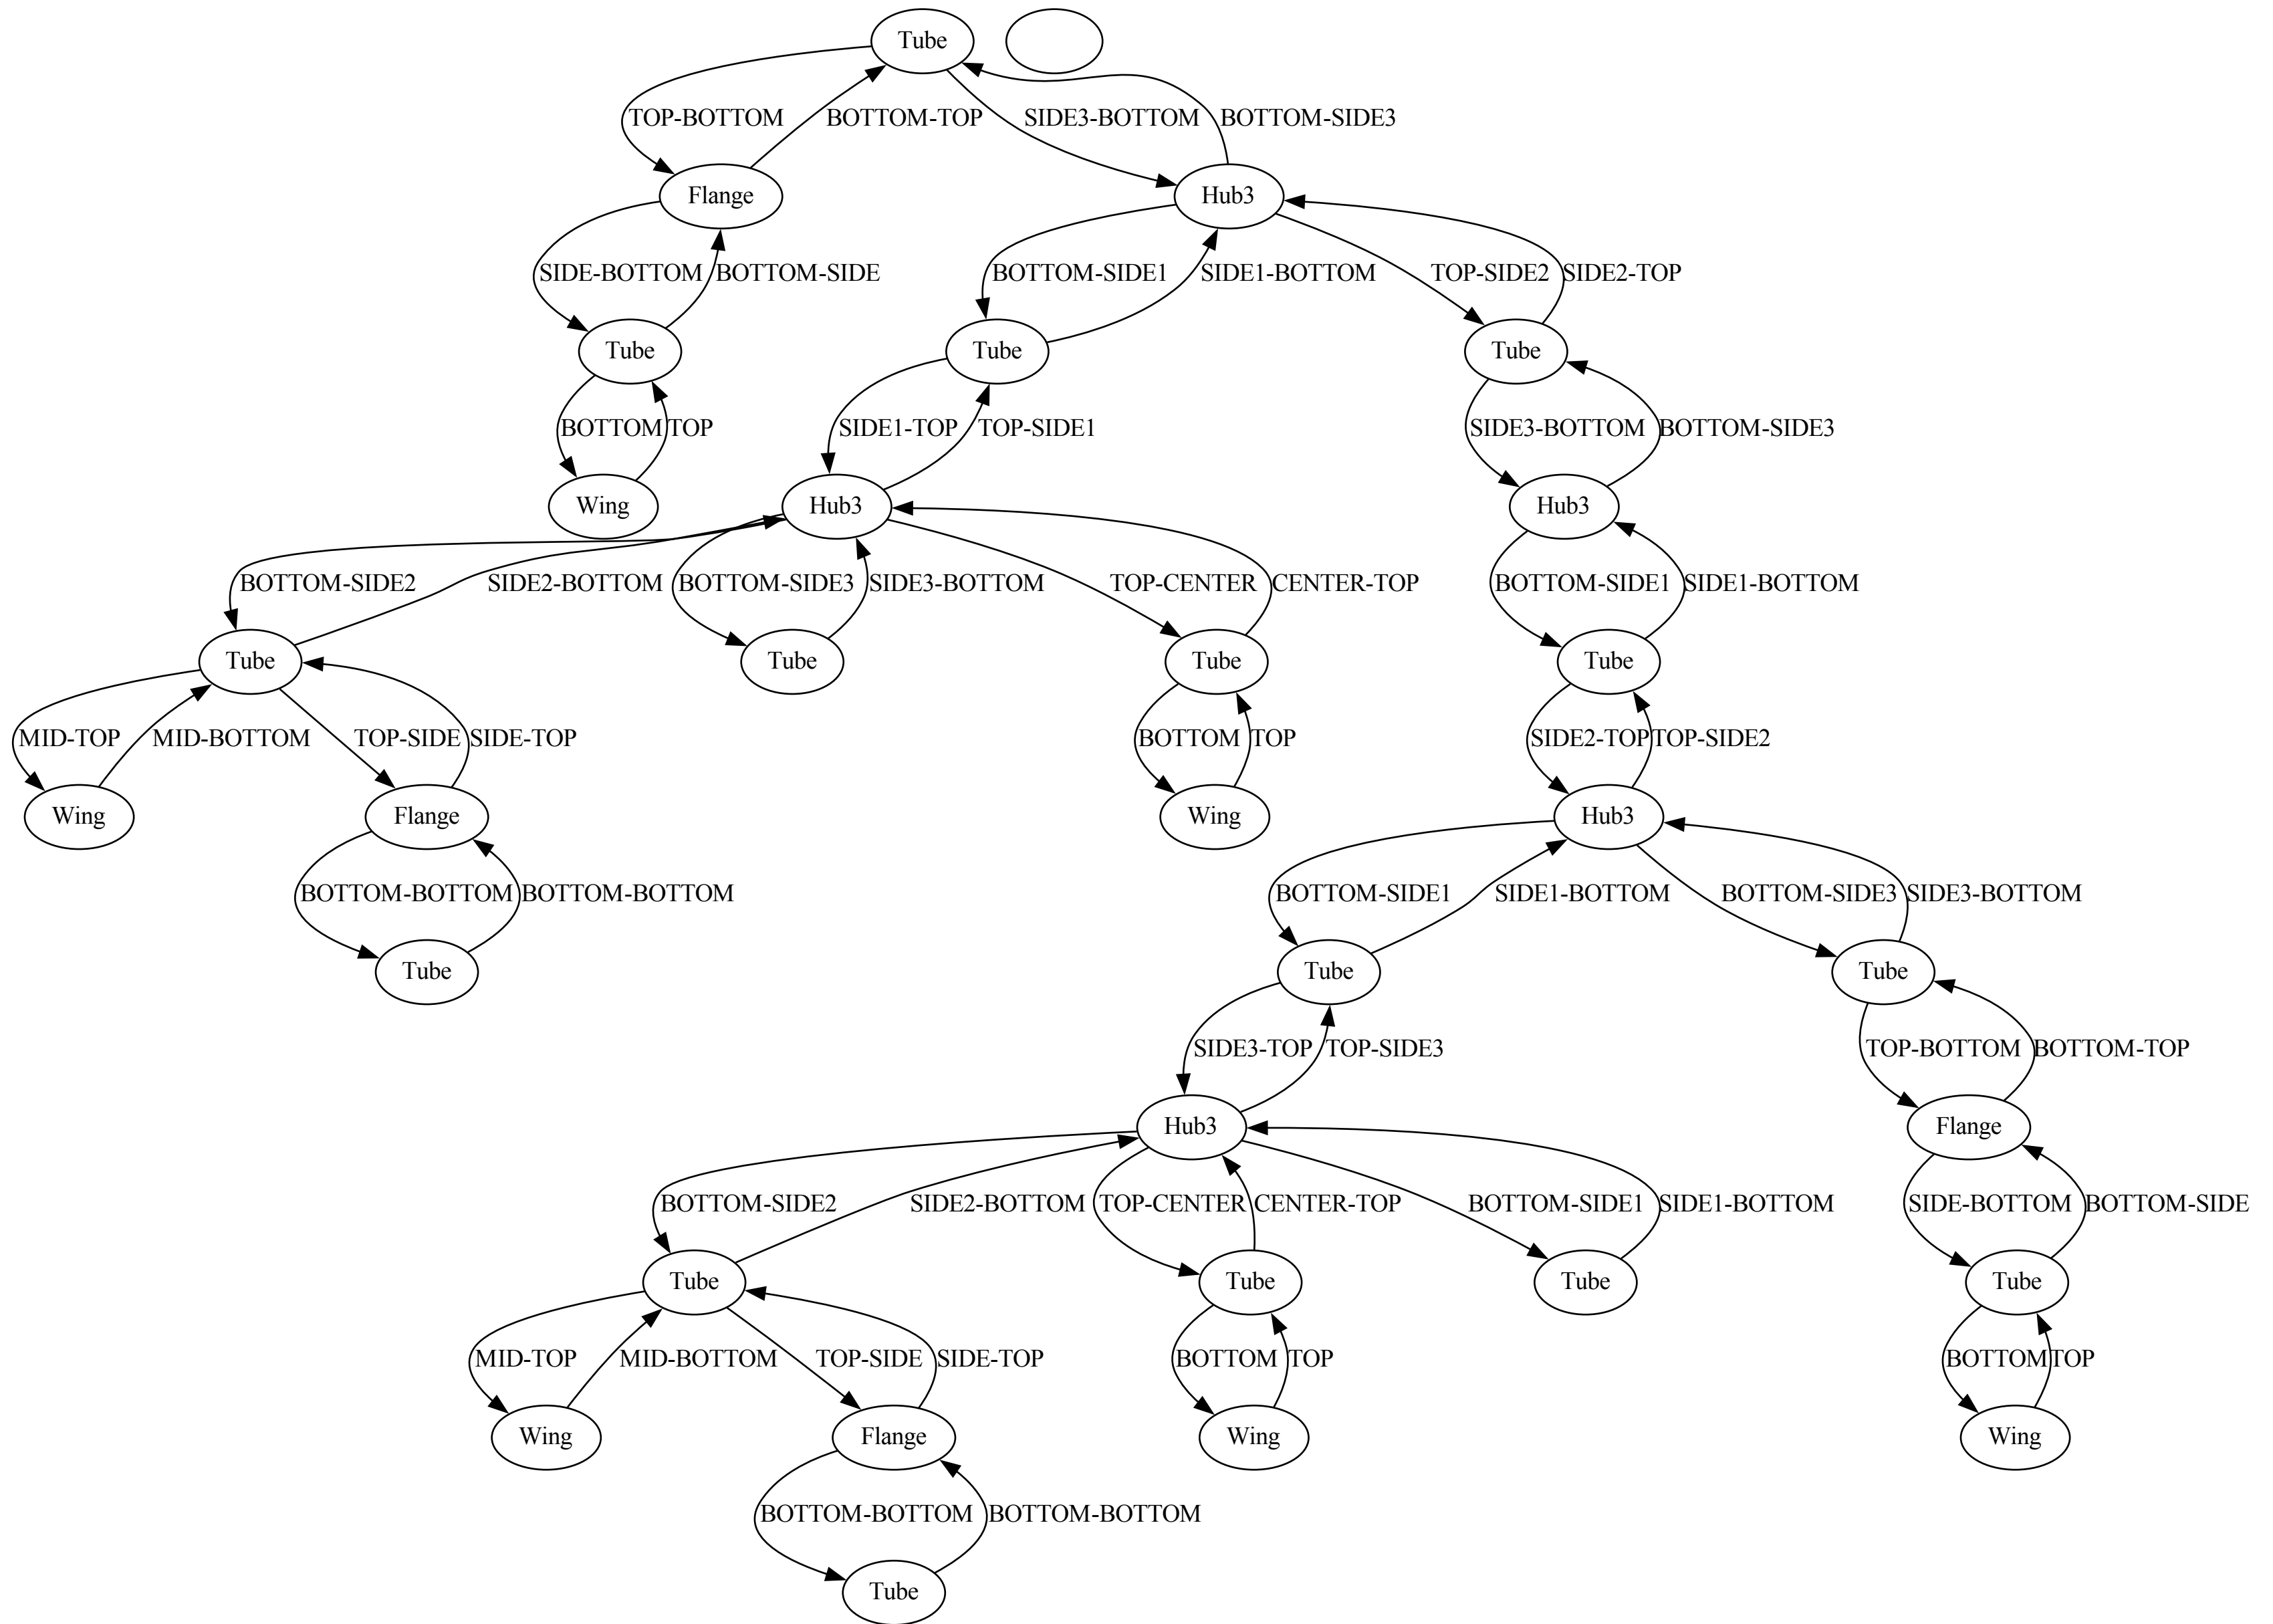 Tube
TOP-BOTTOM
BOTTOM-TOP
SIDE3-BOTTOM
BOTTOM-SIDE3
Flange
Hub3
SIDE-BOTTOM
BOTTOM-SIDE
BOTTOM-SIDE1
SIDE1-BOTTOM
TOP-SIDE2
SIDE2-TOP
Tube
Tube
Tube
BOTTOM
TOP
SIDE1-TOP
TOP-SIDE1
SIDE3-BOTTOM
BOTTOM-SIDE3
Wing
Hub3
Hub3
BOTTOM-SIDE2
SIDE2-BOTTOM
BOTTOM-SIDE3
SIDE3-BOTTOM
TOP-CENTER
CENTER-TOP
BOTTOM-SIDE1
SIDE1-BOTTOM
Tube
Tube
Tube
Tube
MID-TOP
MID-BOTTOM
TOP-SIDE
SIDE-TOP
BOTTOM
TOP
SIDE2-TOP
TOP-SIDE2
Wing
Flange
Wing
Hub3
BOTTOM-BOTTOM
BOTTOM-BOTTOM
BOTTOM-SIDE1
SIDE1-BOTTOM
BOTTOM-SIDE3
SIDE3-BOTTOM
Tube
Tube
Tube
SIDE3-TOP
TOP-SIDE3
TOP-BOTTOM
BOTTOM-TOP
Hub3
Flange
BOTTOM-SIDE2
SIDE2-BOTTOM
TOP-CENTER
CENTER-TOP
BOTTOM-SIDE1
SIDE1-BOTTOM
SIDE-BOTTOM
BOTTOM-SIDE
Tube
Tube
Tube
Tube
MID-TOP
MID-BOTTOM
TOP-SIDE
SIDE-TOP
BOTTOM
TOP
BOTTOM
TOP
Wing
Flange
Wing
Wing
BOTTOM-BOTTOM
BOTTOM-BOTTOM
Tube